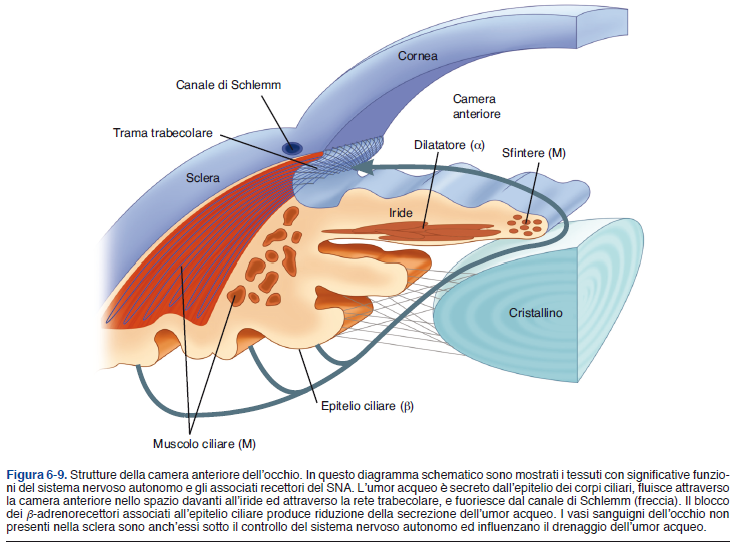 Cornea
Canale di Schlemm
Camera
anteriore
Trama trabecolare
Dilatatore (α)
Sfintere (M)
Sclera
Iride
Cristallino
Epitelio ciliare (β)
Muscolo ciliare (M)
Figura 6-9. Strutture della camera anteriore dell'occhio. In questo diagramma schematico sono mostrati i tessuti con significative funzio-
ni del sistema nervoso autonomo e gli associati recettori del SNA. L'umor acqueo è secreto dall'epitelio dei corpi ciliari, fluisce attraverso
la camera anteriore nello spazio davanti all'iride ed attraverso la rete trabecolare, e fuoriesce dal canale di Schlemm (freccia). Il blocco
dei β-adrenorecettori associati all'epitelio ciliare produce riduzione della secrezione dell'umor acqueo. I vasi sanguigni dell'occhio non
presenti nella sclera sono anch'essi sotto il controllo del sistema nervoso autonomo ed influenzano il drenaggio dell'umor acqueo.